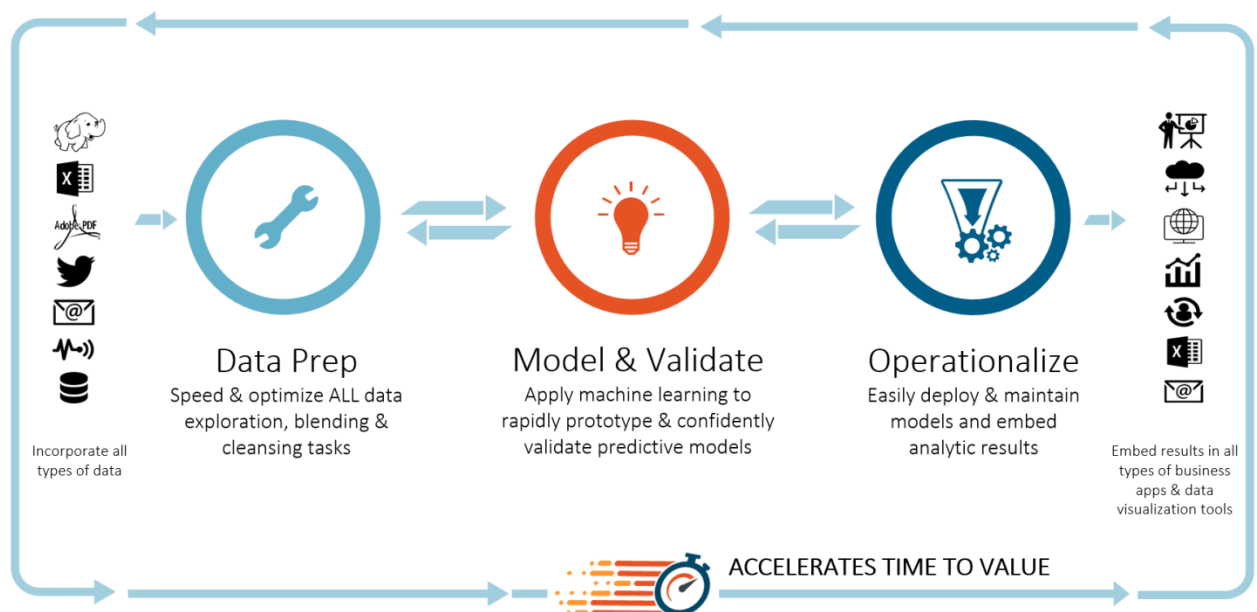 X
Adobe PDF
@
Incorporate all
types of data
Data Prep
Speed & optimize ALL data
exploration, blending &
cleansing tasks
Model & Validate
Apply machine learning to
rapidly prototype & confidently
validate predictive models
Operationalize
Easily deploy & maintain
models and embed
analytic results
X
@
Embed results in all
types of business
apps & data
visualization tools
ACCELERATES TIME TO VALUE